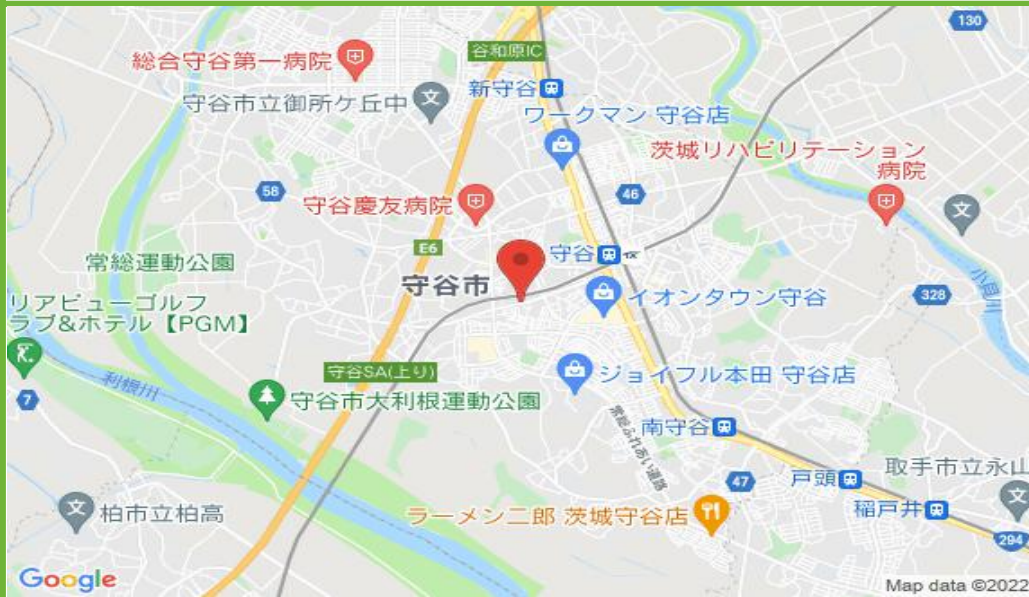 130
谷和原IC
総合守谷第一病院
新守谷
守谷市立御所ケ丘中
文
ワークマン 守谷店
茨城リハビリテーション
病院
58
46
守谷慶友病院
文
E6
守谷
TX
常総運動公園
守谷市
小貝川
リアビューゴルフ
ラブ&ホテル【PGM】
イオンタウン守谷
328
守谷SA(上り)
利根川
ジョイフル本田 守谷店
7
守谷市大利根運動公園
常総ふれあい道路
南守谷
戸頭
取手市立永山
47
文
稲戸井
柏市立柏高
文
ラーメン二郎 茨城守谷店
294
Google
Map data ©2022